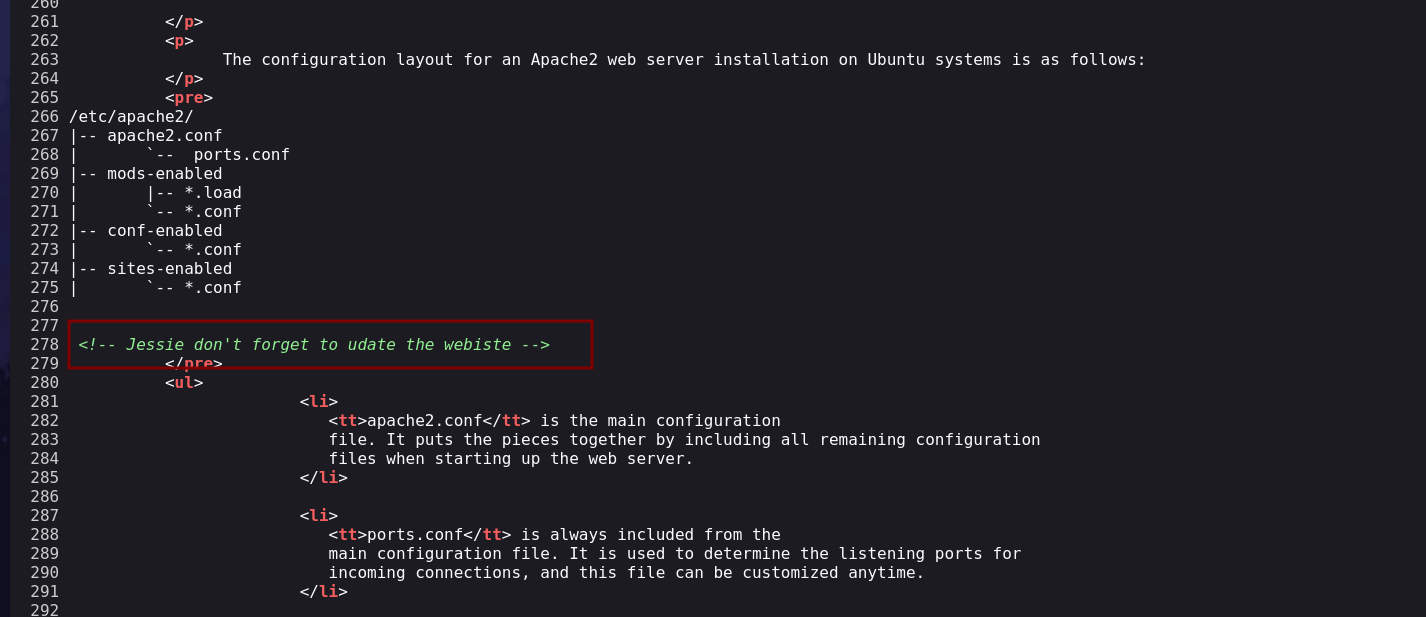 260
261 </p>
262 <p>
263 The configuration layout for an Apache2 web server installation on Ubuntu systems is as follows:
264 </p>
265 <pre>
266 /etc/apache2/
267 |-- apache2.conf
268 |       `--  ports.conf
269 |-- mods-enabled
270 |       |-- *.load
271 |       `-- *.conf
272 |-- conf-enabled
273 |       `-- *.conf
274 |-- sites-enabled
275 |       `-- *.conf
276
277
278 <!-- Jessie don't forget to udate the webiste -->
279 </pre>
280 <ul>
281 <li>
282 <tt>apache2.conf</tt> is the main configuration
283 file. It puts the pieces together by including all remaining configuration
284 files when starting up the web server.
285 </li>
286
287 <li>
288 <tt>ports.conf</tt> is always included from the
289 main configuration file. It is used to determine the listening ports for
290 incoming connections, and this file can be customized anytime.
291 </li>
292